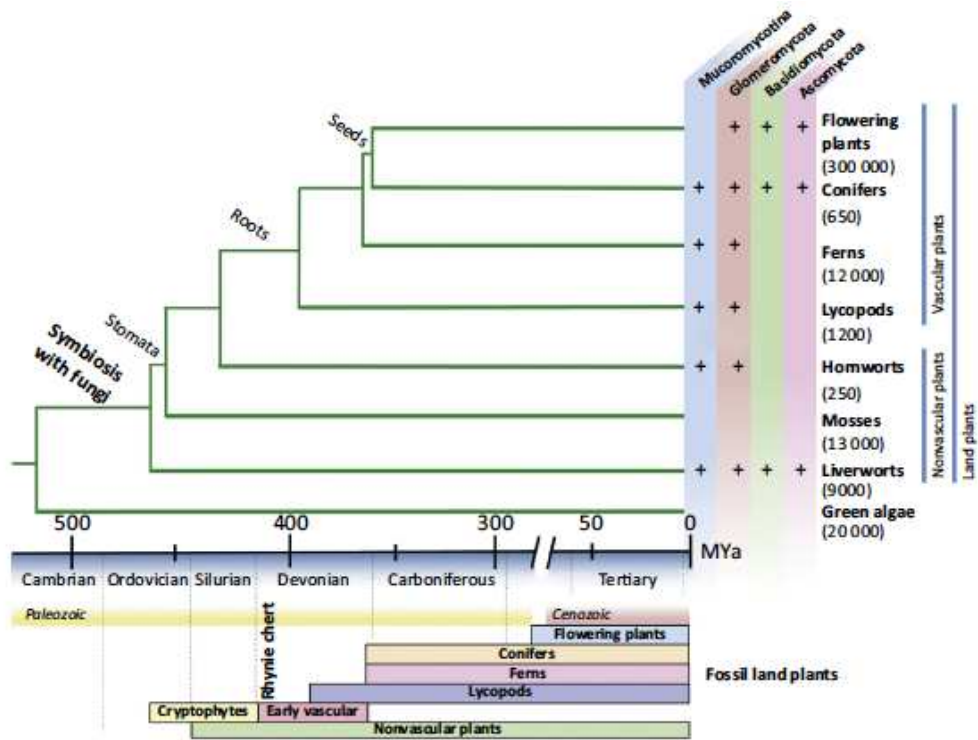 Mucoromycotina
Glomeromycota
Basidiomycota
Ascomycota
Seeds
Roots
Stomata
Symbiosis
with fungi
+ + + Flowering
plants
(300 000)
+ + + + Conifers
(650)
+ + Ferns
(12 000)
+ + Lycopods
(1200)
+ + Hornworts
(250)
Mosses
(13 000)
+ + + + Liverworts
(9000)
Green algae
(20 000)
Vascular plants
Nonvascular plants
Land plants
500 400 300 50 0
MYa
Cambrian Ordovician Silurian Devonian Carboniferous Tertiary
Paleozoic Cenozoic
Rhynie chert
Flowering plants
Conifers
Ferns
Fossil land plants
Lycopods
Cryptophytes Early vascular
Nonvascular plants